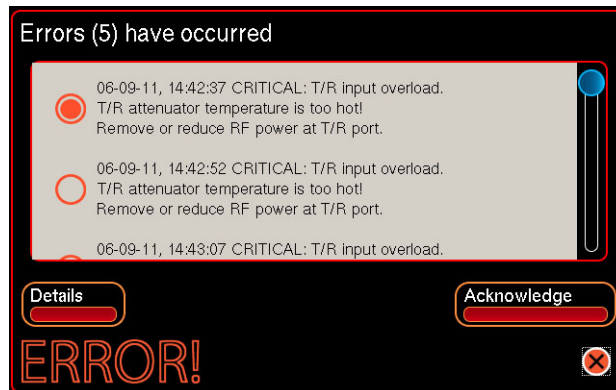 Errors (5) have occurred
06-09-11, 14:42:37 CRITICAL: T/R input overload.
T/R attenuator temperature is too hot!
Remove or reduce RF power at T/R port.
06-09-11, 14:42:52 CRITICAL: T/R input overload.
T/R attenuator temperature is too hot!
Remove or reduce RF power at T/R port.
06-09-11, 14:43:07 CRITICAL: T/R input overload.
Details
Acknowledge
ERROR!